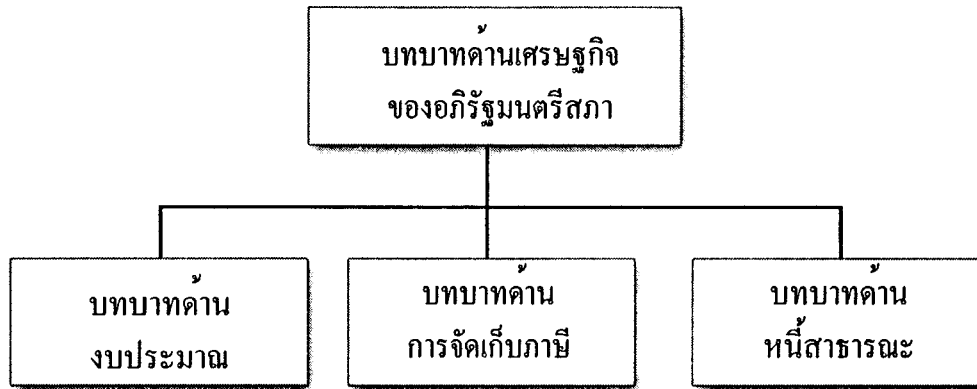 บทบาทด้านเศรษฐกิจ
ของอภิรัฐมนตรีสภา
บทบาทด้าน
งบประมาณ
บทบาทด้าน
การจัดเก็บภาษี
บทบาทด้าน
หนี้สาธารณะ